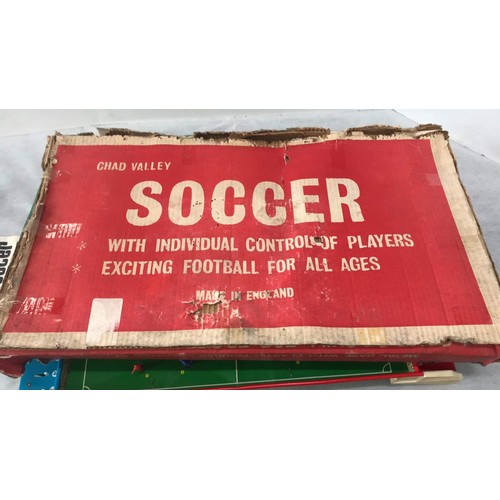 CHAD VALLEY
SOCCER
WITH INDIVIDUAL CONTROL OF PLAYERS
EXCITING FOOTBALL FOR ALL AGES
MADE IN ENGLAND